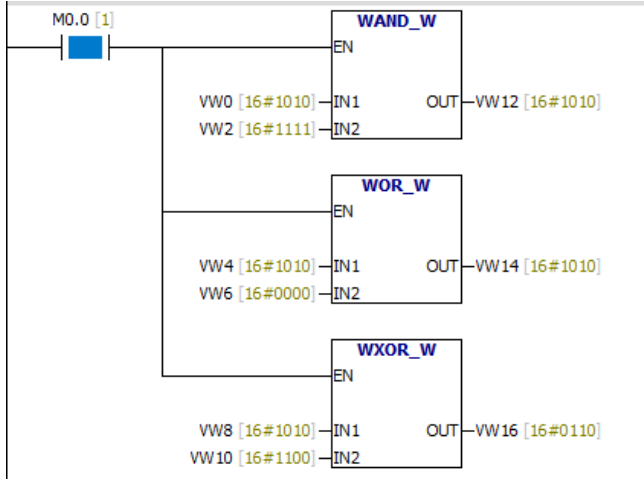 M0.0 [1]
WAND_W
EN
VW0 [16#1010] IN1 OUT VW12 [16#1010]
VW2 [16#1111] IN2
WOR_W
EN
VW4 [16#1010] IN1 OUT VW14 [16#1010]
VW6 [16#0000] IN2
WXOR_W
EN
VW8 [16#1010] IN1 OUT VW16 [16#0110]
VW10 [16#1100] IN2